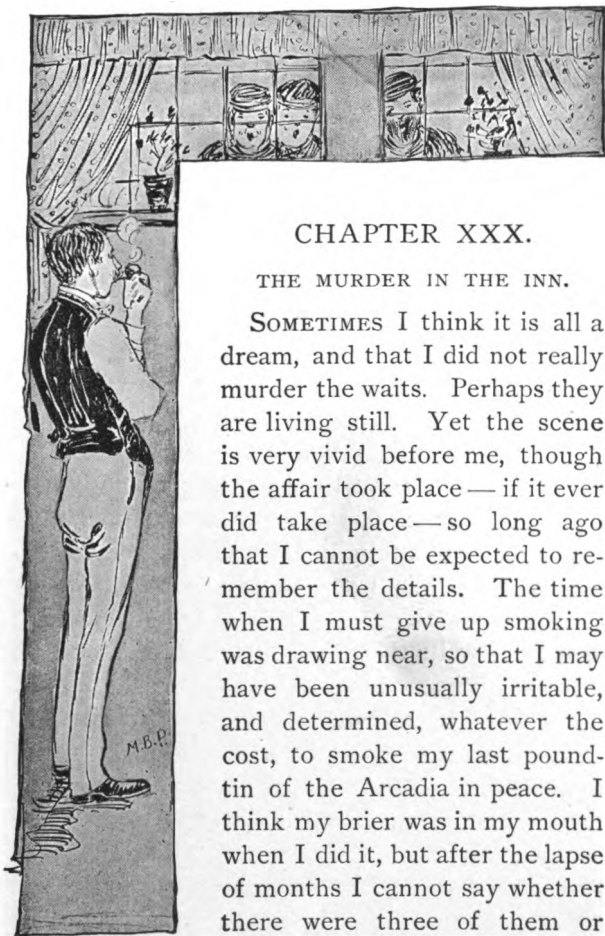 CHAPTER XXX.
THE MURDER IN THE INN.
SOMETIMES I think it is all a
dream, and that I did not really
murder the waits. Perhaps they
are living still. Yet the scene
is very vivid before me, though
the affair took place — if it ever
did take place — so long ago
that I cannot be expected to re-
member the details. The time
when I must give up smoking
was drawing near, so that I may
have been unusually irritable,
and determined, whatever the
cost, to smoke my last pound-
tin of the Arcadia in peace. I
think my brier was in my mouth
when I did it, but after the lapse
of months I cannot say whether
there were three of them or
M.B.P.